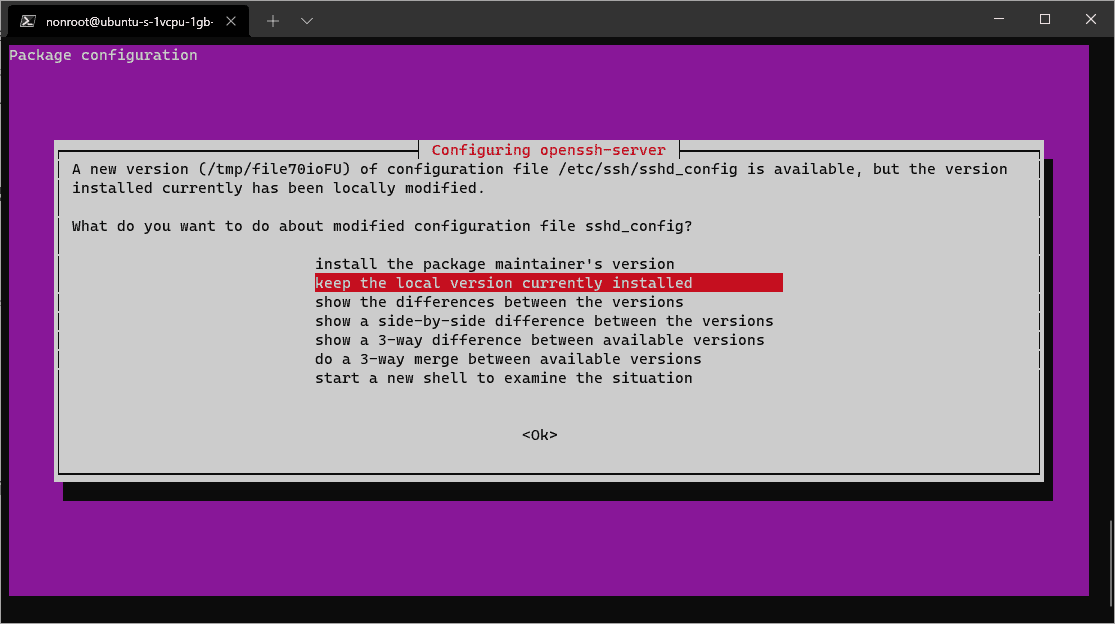 nonroot@ubuntu-s-1vcpu-1gb-
Package configuration
Configuring openssh-server
A new version (/tmp/file70ioFU) of configuration file /etc/ssh/sshd_config is available, but the version
installed currently has been locally modified.
What do you want to do about modified configuration file sshd_config?
install the package maintainer's version
keep the local version currently installed
show the differences between the versions
show a side-by-side difference between the versions
show a 3-way difference between available versions
do a 3-way merge between available versions
start a new shell to examine the situation
<Ok>